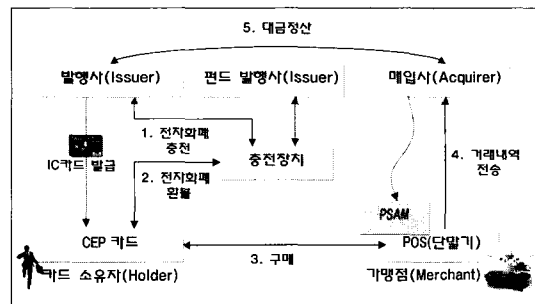 5. 대금정산
발행사(Issuer)
펀드 발행사(Issuer)
매입사(Acquirer)
1. 전자화폐
충전
IC카드 발급
충전장치
2. 전자화폐
환불
4. 거래내역
전송
PSAM
CEP 카드
POS(단말기)
3. 구매
카드 소유자(Holder)
가맹점(Merchant)